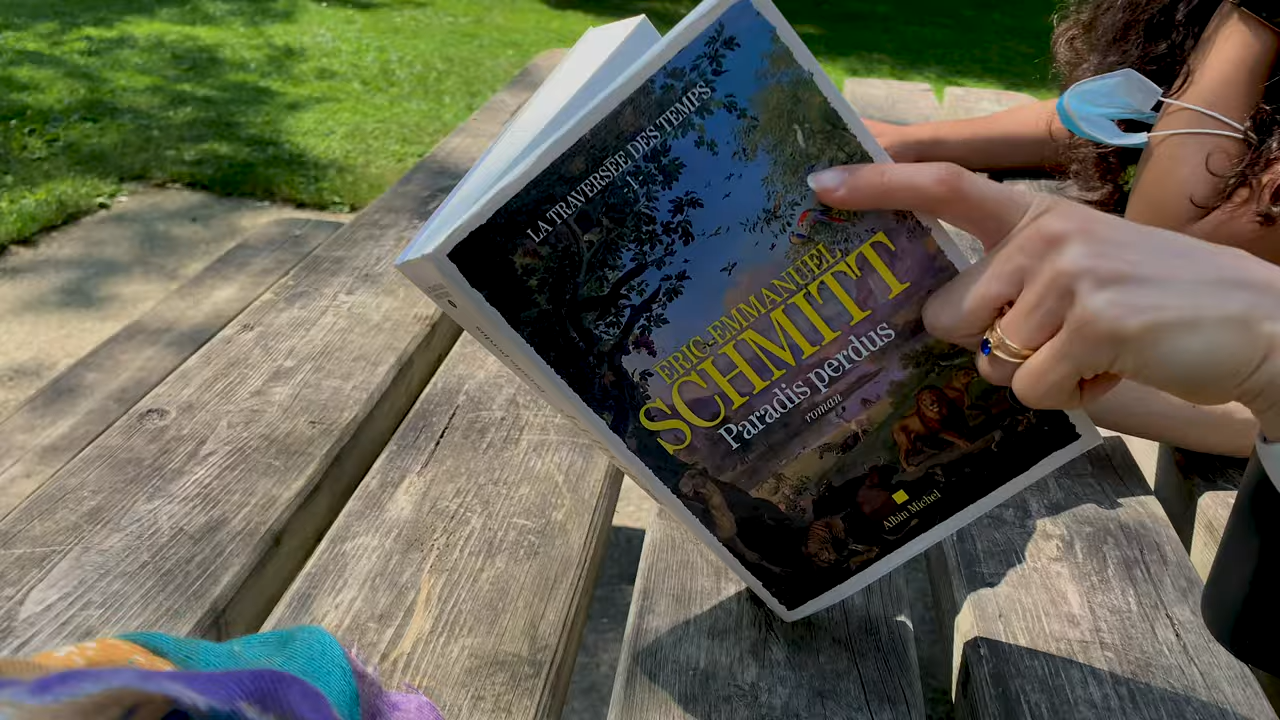 LA TRAVERSÉE DES TEMPS
·1·
ERIC-EMMANUEL
SCHMITT
Paradis perdus
roman
Albin Michel